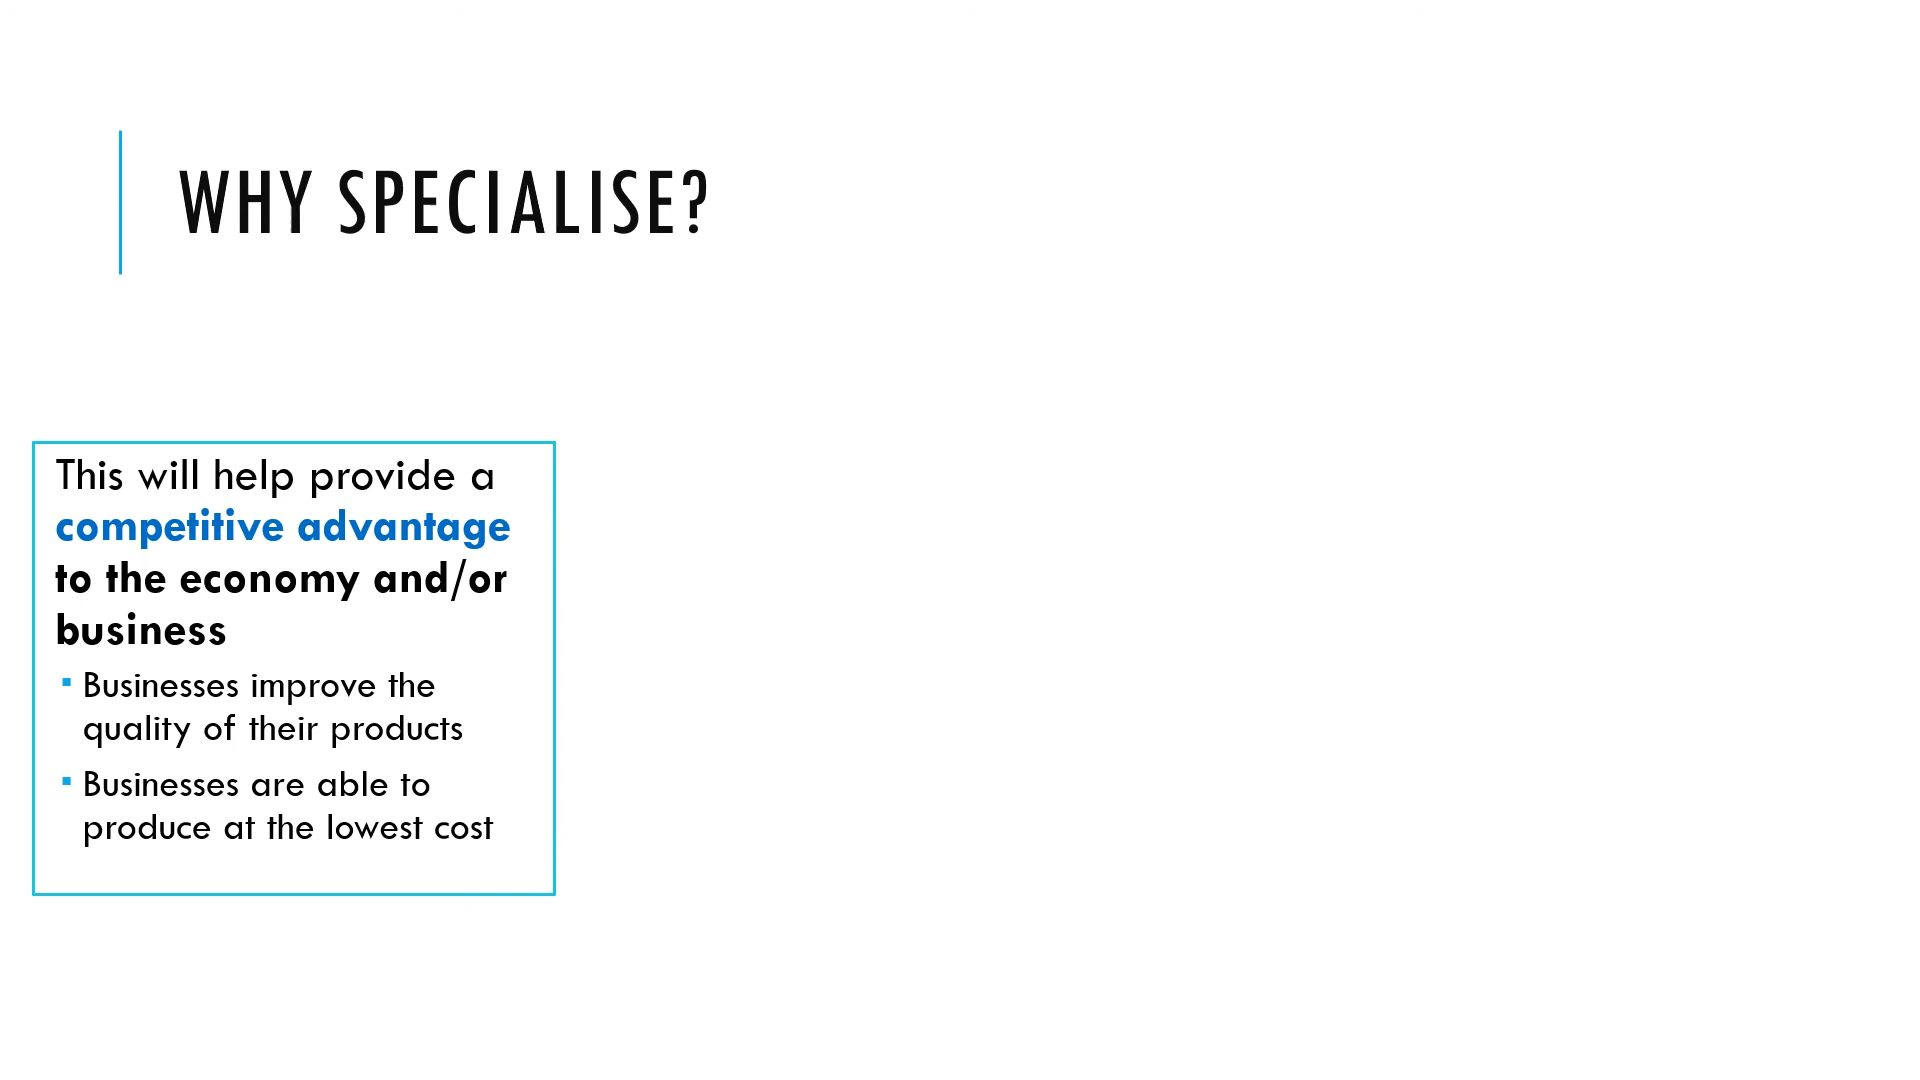 WHY SPECIALISE?
This will help provide a
competitive advantage
to the economy and/or
business
▪ Businesses improve the
quality of their products
▪ Businesses are able to
produce at the lowest cost